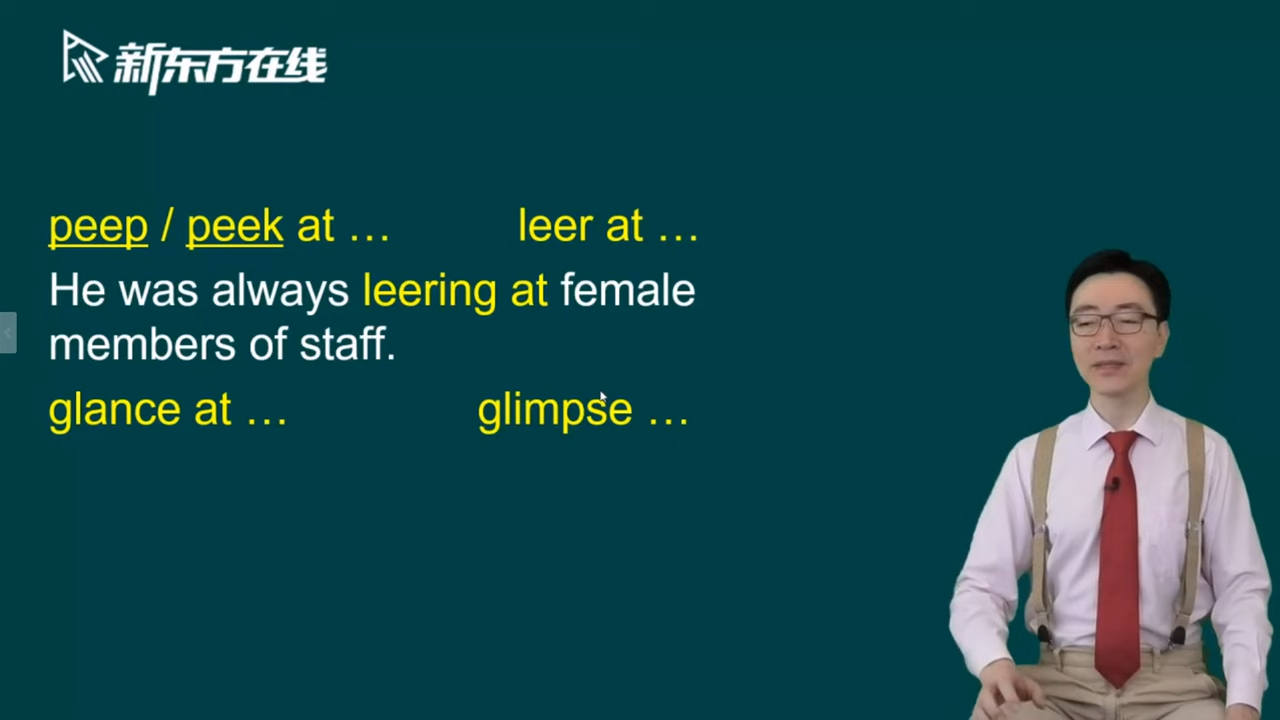 新东方在线
peep / peek at … leer at …
He was always leering at female
members of staff.
glance at … glimpse …